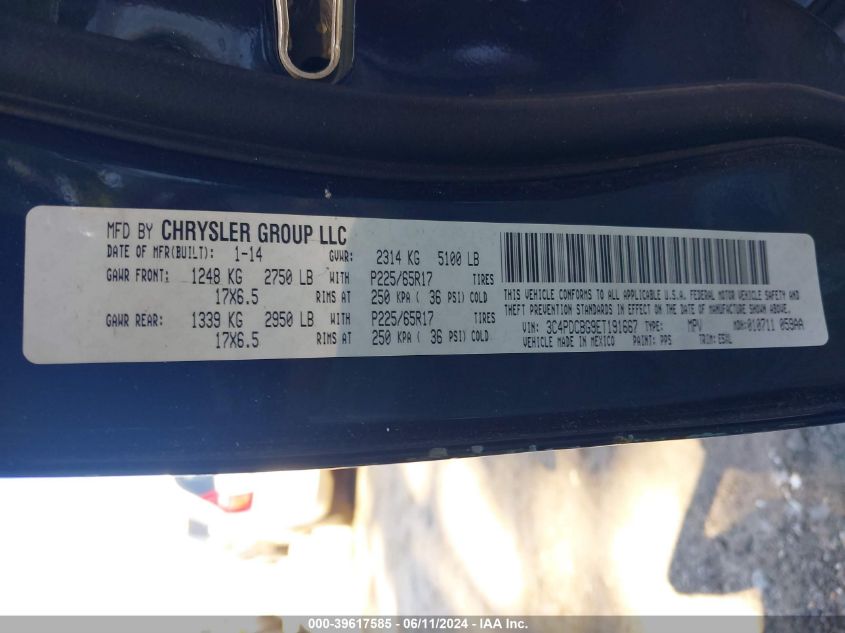 MFD BY CHRYSLER GROUP LLC
DATE OF MFR(BUILT): 1-14 GVWR: 2314 KG 5100 LB
GAWR FRONT: 1248 KG 2750 LB WITH P225/65R17 TIRES
17X6.5 RIMS AT 250 KPA ( 36 PSI) COLD
GAWR REAR: 1339 KG 2950 LB WITH P225/65R17 TIRES
17X6.5 RIMS AT 250 KPA ( 36 PSI) COLD
THIS VEHICLE CONFORMS TO ALL APPLICABLE U.S.A. FEDERAL MOTOR VEHICLE SAFETY AND
THEFT PREVENTION STANDARDS IN EFFECT ON THE DATE OF MANUFACTURE SHOWN ABOVE.
VIN: 3C4PDCBG9ET191667 TYPE: MPV MDH: 010711 059AA
VEHICLE MADE IN MEXICO PAINT: PPS TRIM: E5XL
000-39617585 - 06/11/2024 - IAA Inc.